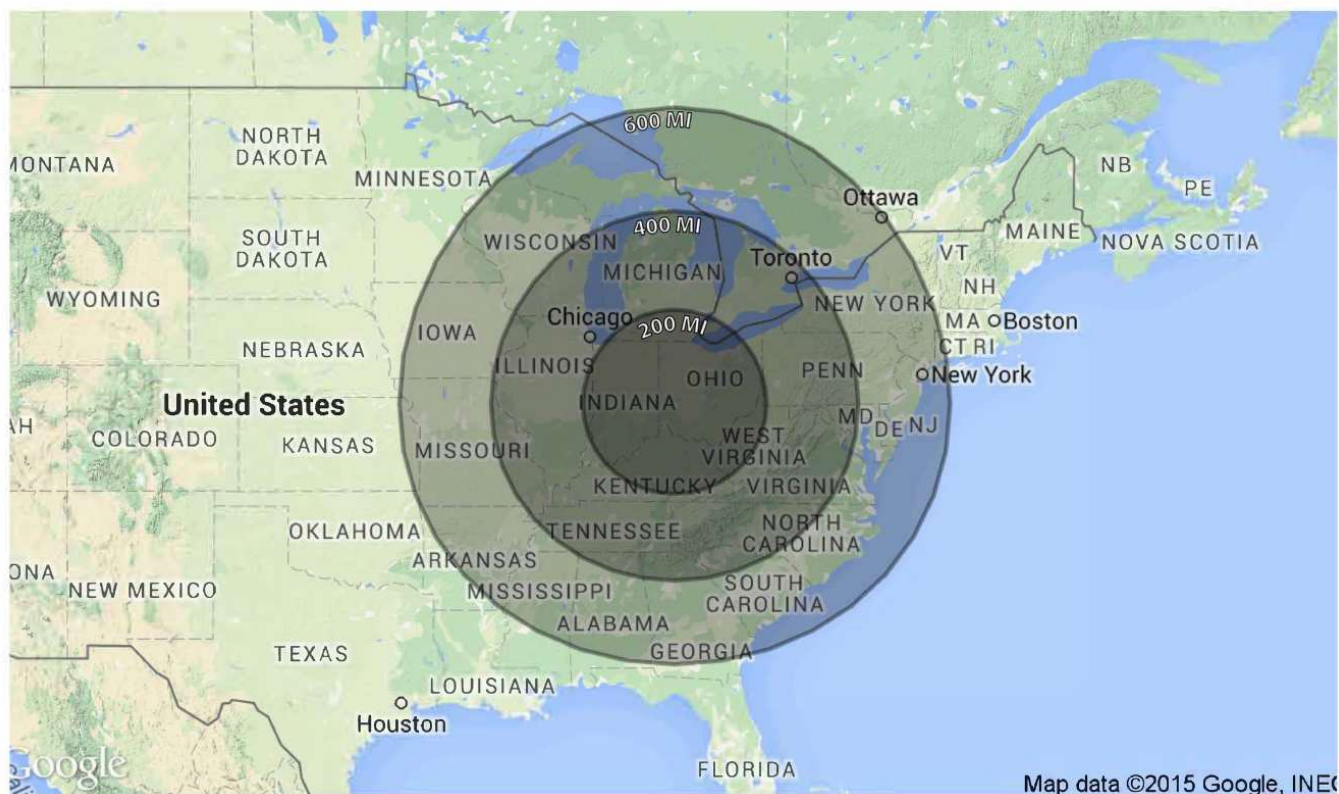 600 MI
NORTH
DAKOTA
MONTANA
MINNESOTA
NB
PE
Ottawa
400 MI
SOUTH
DAKOTA
WISCONSIN
MAINE
NOVA SCOTIA
VT
Toronto
MICHIGAN
NH
WYOMING
NEW YORK
Chicago
200 MI
MA
Boston
IOWA
CT RI
NEBRASKA
ILLINOIS
OHIO
PENN
New York
United States
INDIANA
AH
COLORADO
KANSAS
MISSOURI
WEST
VIRGINIA
MD
DE
NJ
KENTUCKY
VIRGINIA
OKLAHOMA
TENNESSEE
NORTH
CAROLINA
ARKANSAS
ONA
NEW MEXICO
MISSISSIPPI
SOUTH
CAROLINA
ALABAMA
TEXAS
GEORGIA
LOUISIANA
Houston
Google
FLORIDA
Map data ©2015 Google, INEG